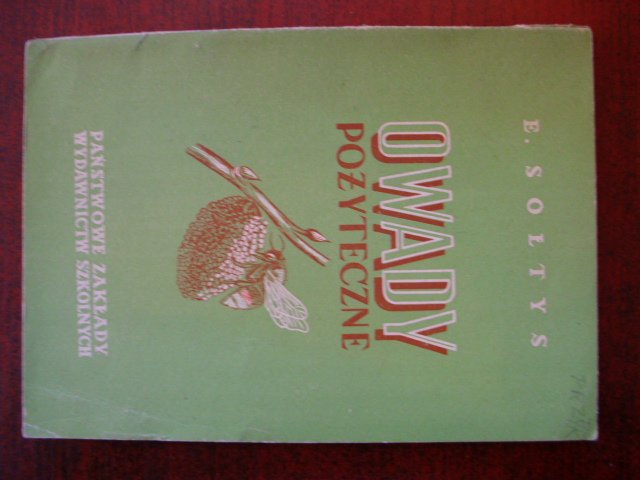 E. SOŁTYS
OWADY
POŻYTECZNE
PAŃSTWOWE ZAKŁADY
WYDAWNICTW SZKOLNYCH